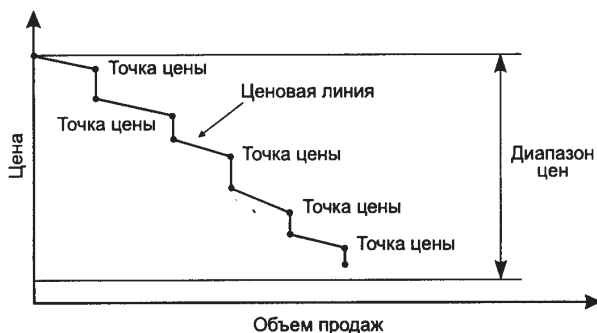 Цена
Точка цены
Ценовая линия
Точка цены
Точка цены
Диапазон
цен
Точка цены
Точка цены
Объем продаж